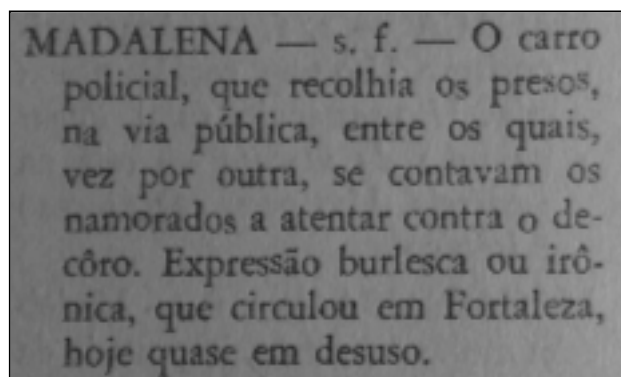 MADALENA — s. f. — O carro
policial, que recolhia os presos,
na via pública, entre os quais,
vez por outra, se contavam os
namorados a atentar contra o de-
côro. Expressão burlesca ou irô-
nica, que circulou em Fortaleza,
hoje quase em desuso.